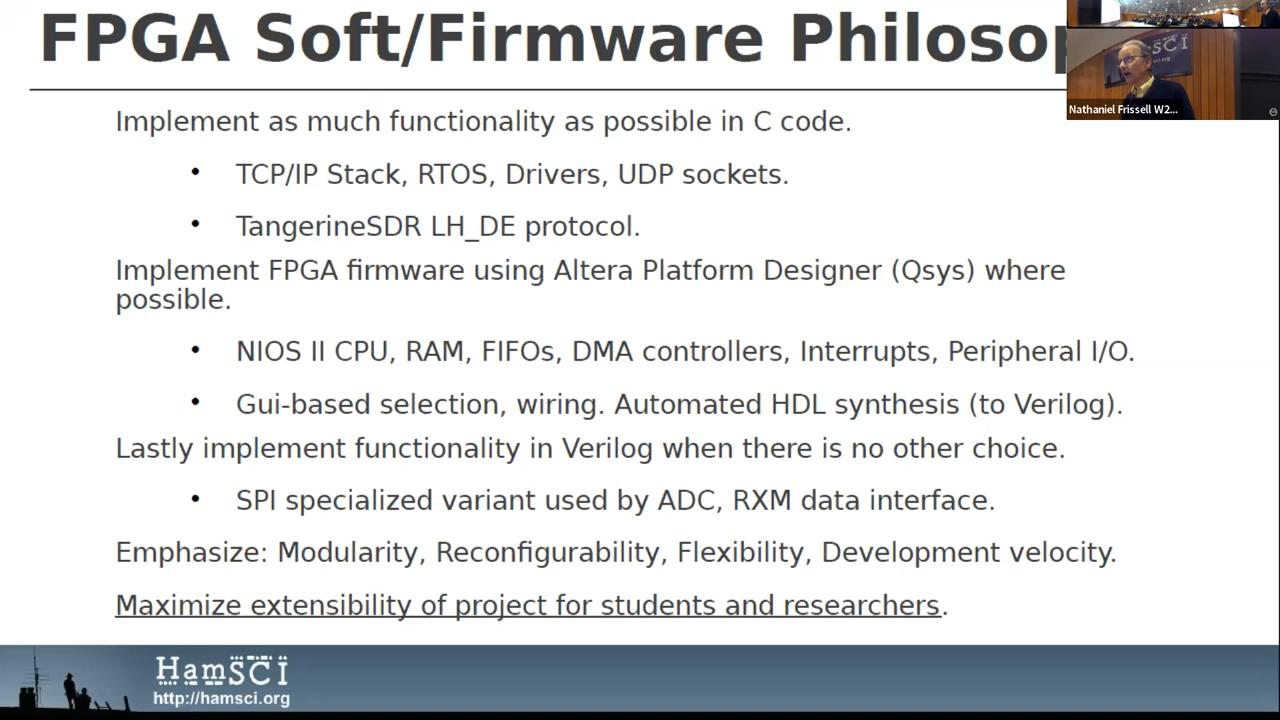 FPGA Soft/Firmware Philosop
SCI
sci.org
Nathaniel Frissell W2...
Implement as much functionality as possible in C code.
• TCP/IP Stack, RTOS, Drivers, UDP sockets.
• TangerineSDR LH_DE protocol.
Implement FPGA firmware using Altera Platform Designer (Qsys) where
possible.
• NIOS II CPU, RAM, FIFOs, DMA controllers, Interrupts, Peripheral I/O.
• Gui-based selection, wiring. Automated HDL synthesis (to Verilog).
Lastly implement functionality in Verilog when there is no other choice.
• SPI specialized variant used by ADC, RXM data interface.
Emphasize: Modularity, Reconfigurability, Flexibility, Development velocity.
Maximize extensibility of project for students and researchers.
HamSCI
http://hamsci.org